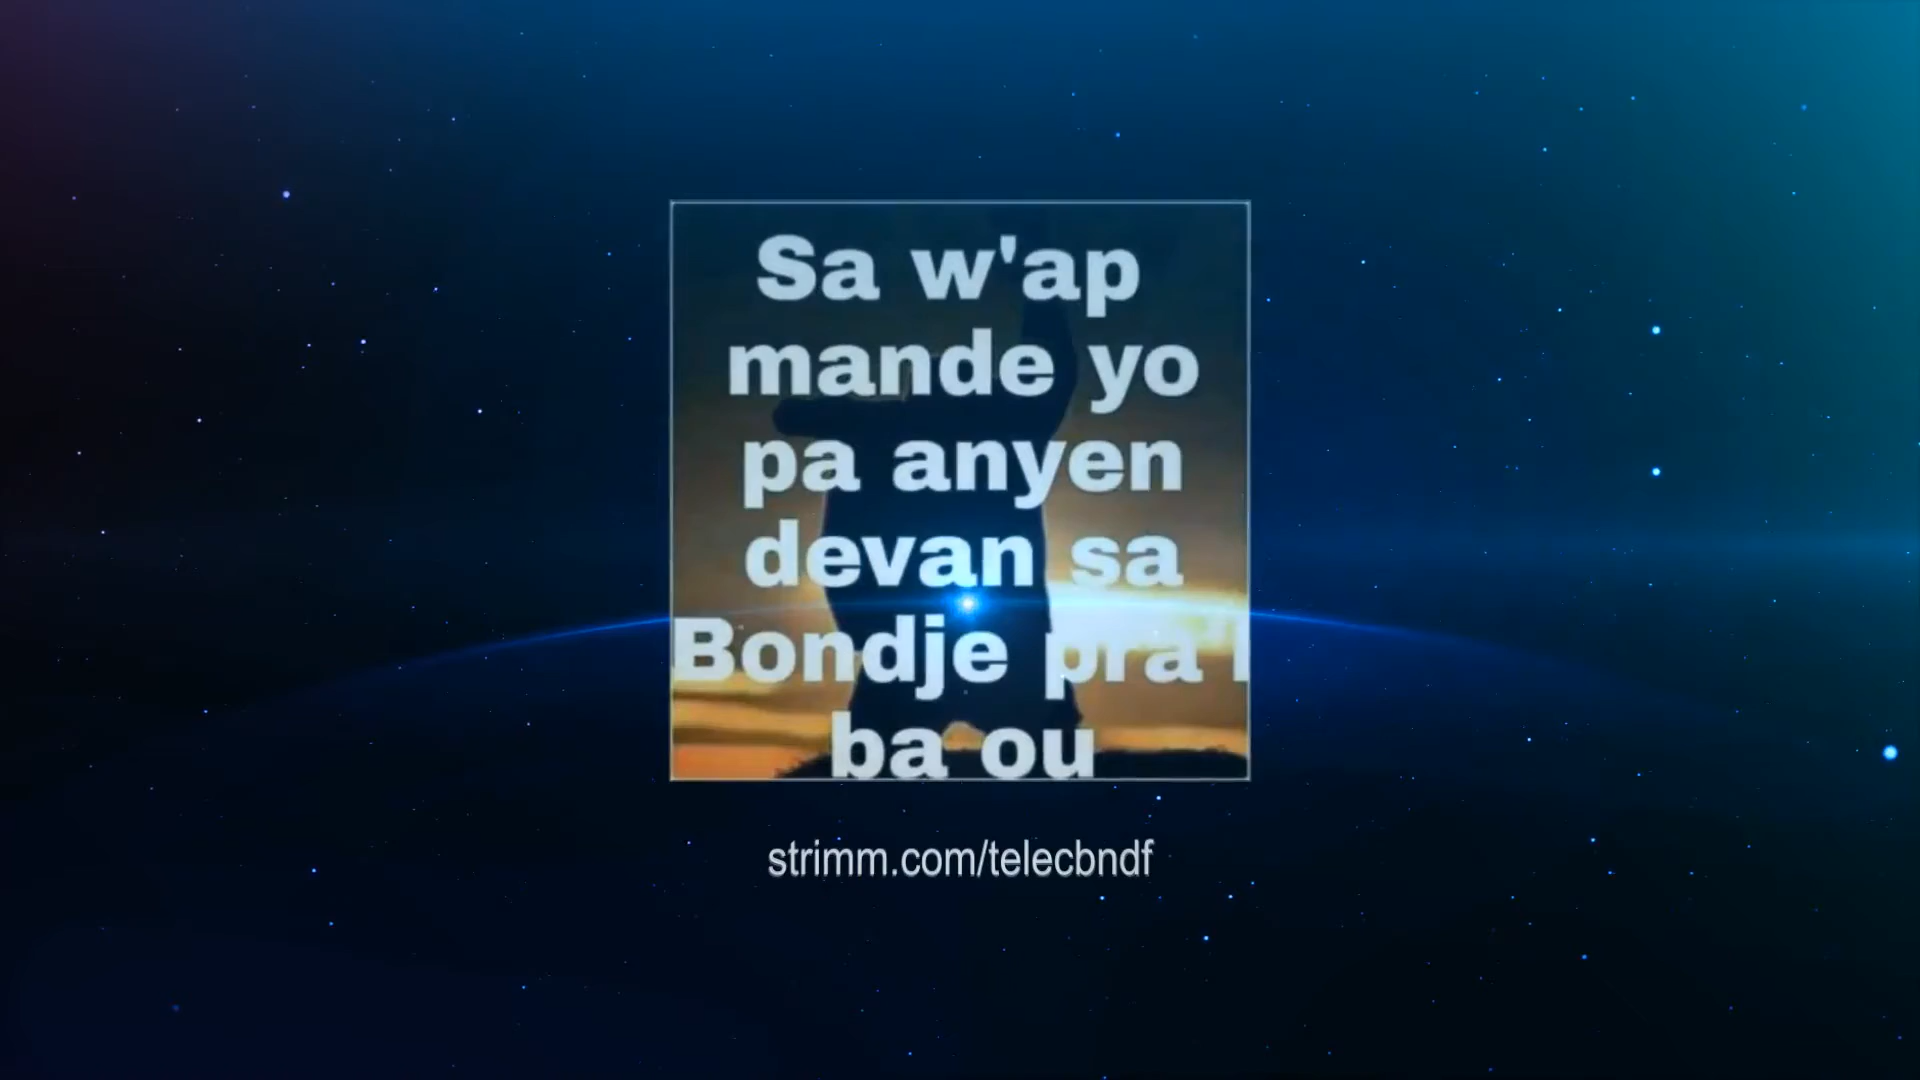 Sa w'ap
mande yo
pa anyen
devan sa
Bondje pra'l
ba ou
strimm.com/telecbndf